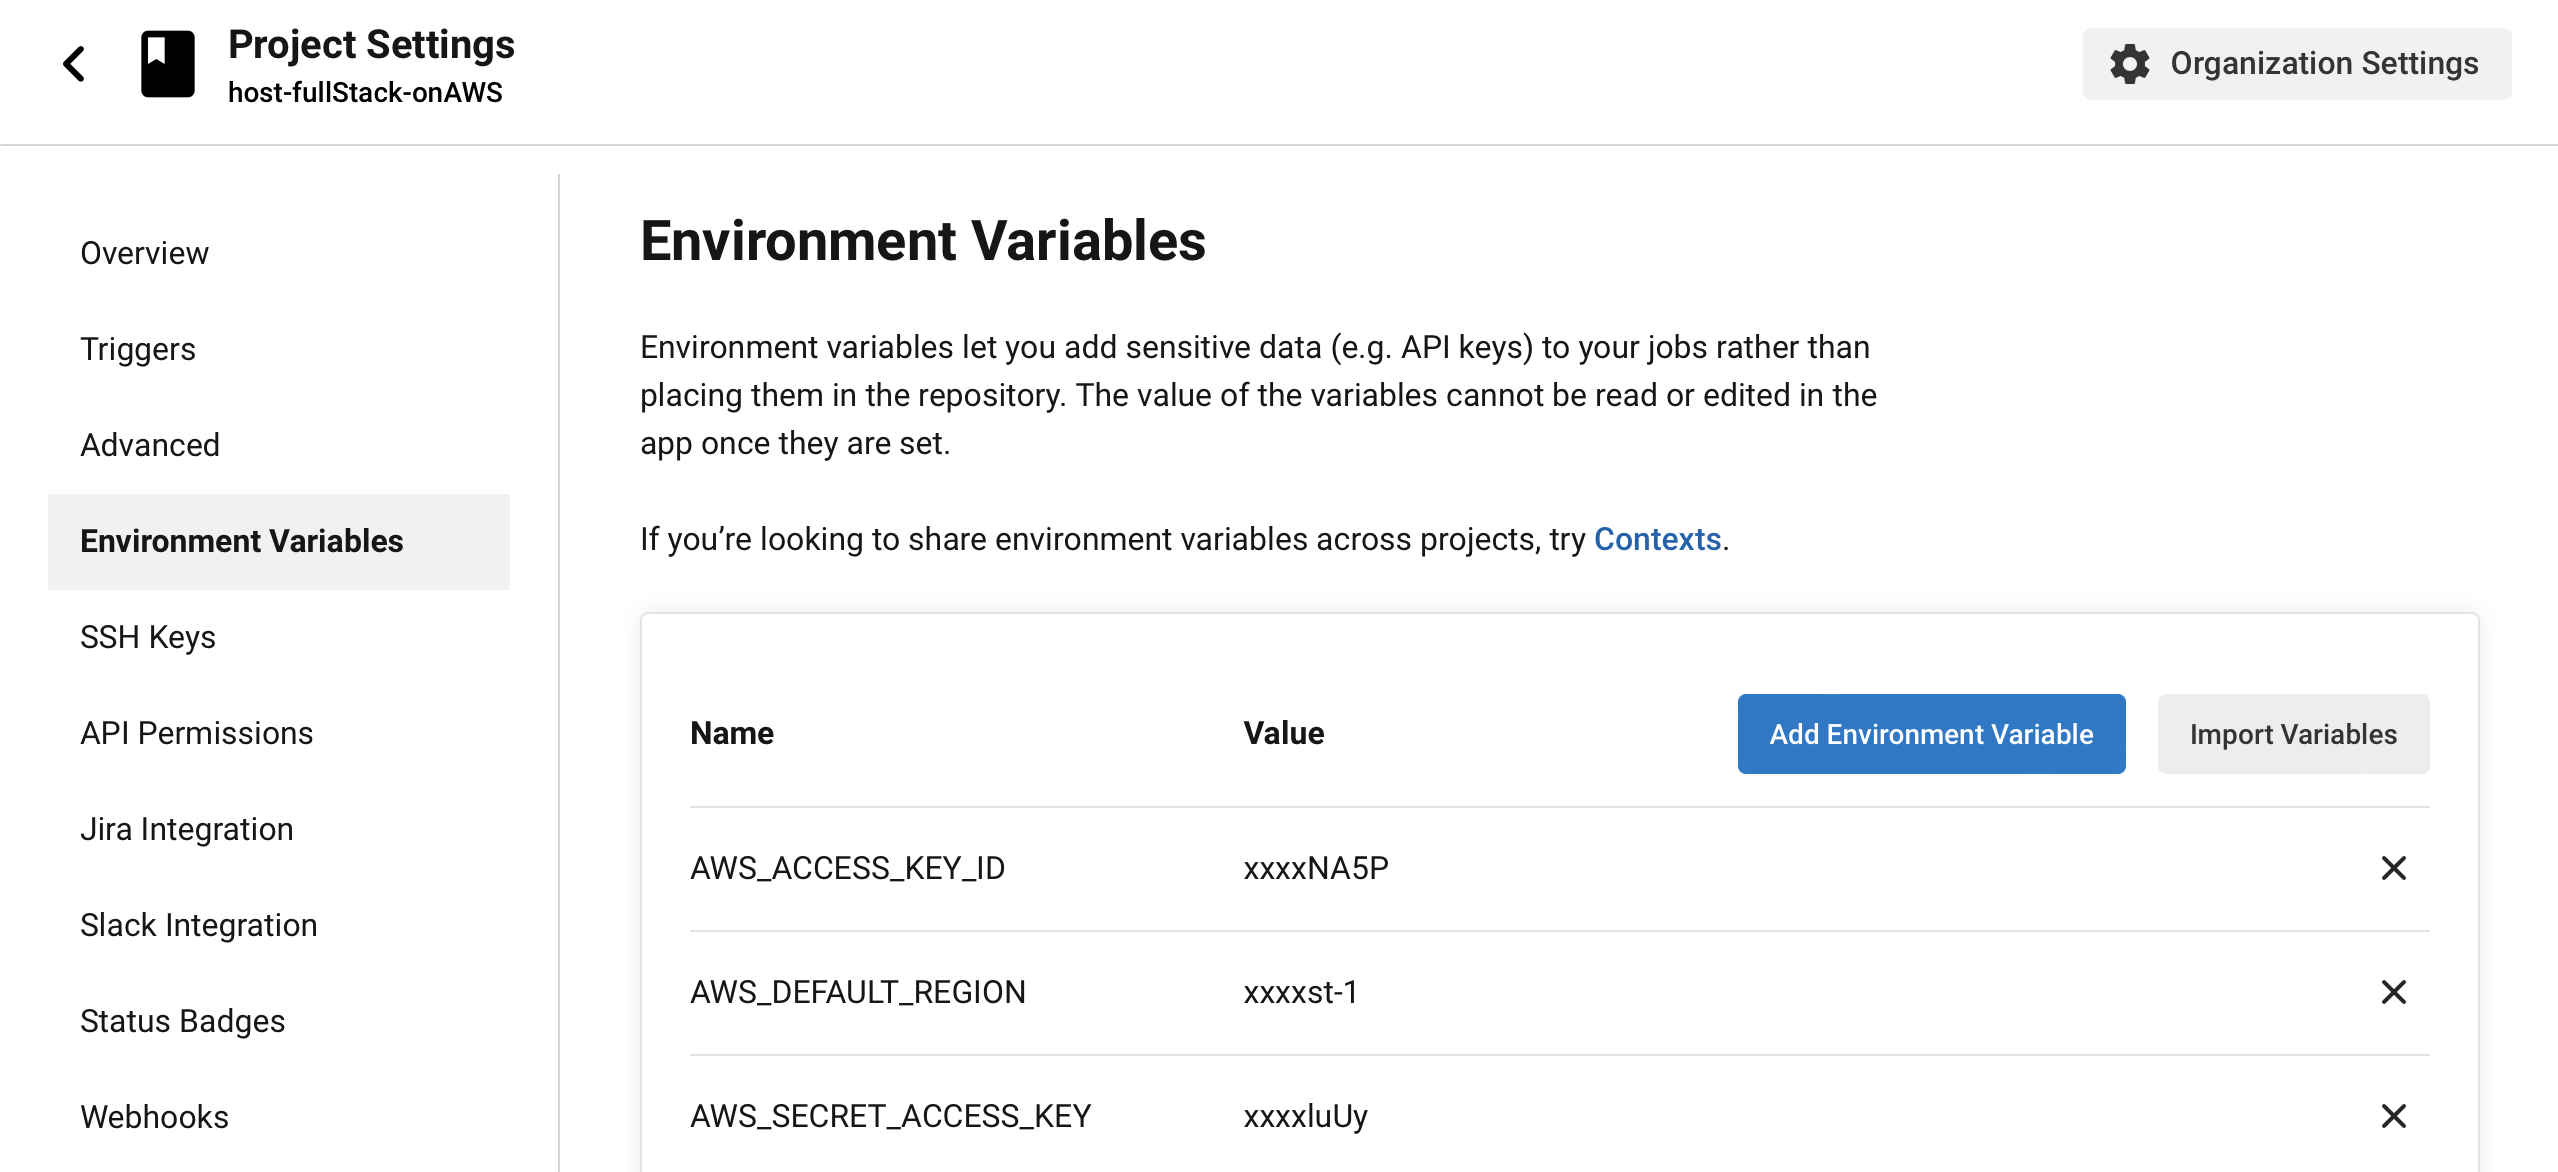 Project Settings
host-fullStack-onAWS
Organization Settings
Overview
Triggers
Advanced
Environment Variables
SSH Keys
API Permissions
Jira Integration
Slack Integration
Status Badges
Webhooks
Environment Variables
Environment variables let you add sensitive data (e.g. API keys) to your jobs rather than
placing them in the repository. The value of the variables cannot be read or edited in the
app once they are set.
If you’re looking to share environment variables across projects, try Contexts.
Name Value Add Environment Variable Import Variables
AWS_ACCESS_KEY_ID xxxxNA5P
AWS_DEFAULT_REGION xxxxst-1
AWS_SECRET_ACCESS_KEY xxxxluUy